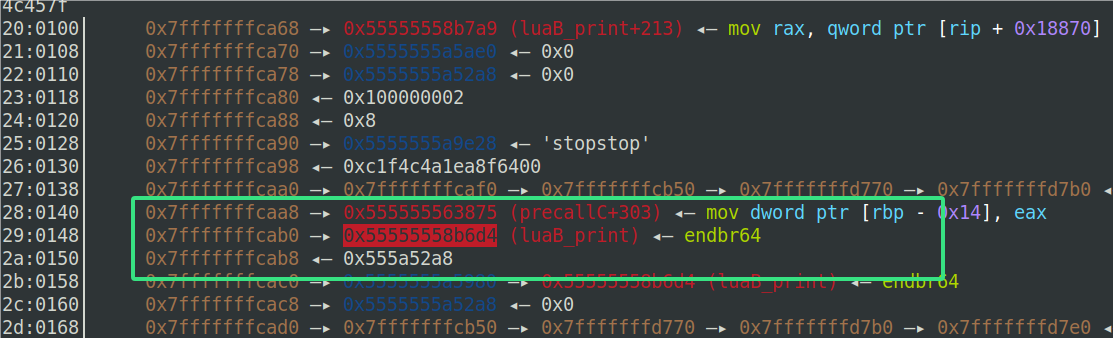 4c457f
20:0100│ 0x7fffffffca68 —▸ 0x55555558b7a9 (luaB_print+213) ◂— mov rax, qword ptr [rip + 0x18870]
21:0108│ 0x7fffffffca70 —▸ 0x5555555a5ae0 ◂— 0x0
22:0110│ 0x7fffffffca78 —▸ 0x5555555a52a8 ◂— 0x0
23:0118│ 0x7fffffffca80 ◂— 0x100000002
24:0120│ 0x7fffffffca88 ◂— 0x8
25:0128│ 0x7fffffffca90 —▸ 0x5555555a9e28 ◂— 'stopstop'
26:0130│ 0x7fffffffca98 ◂— 0xc1f4c4a1ea8f6400
27:0138│ 0x7fffffffcaa0 —▸ 0x7fffffffcaf0 —▸ 0x7fffffffcb50 —▸ 0x7fffffffd770 —▸ 0x7fffffffd7b0 ◂
28:0140│ 0x7fffffffcaa8 —▸ 0x555555563875 (precallC+303) ◂— mov dword ptr [rbp - 0x14], eax
29:0148│ 0x7fffffffcab0 —▸ 0x55555558b6d4 (luaB_print) ◂— endbr64
2a:0150│ 0x7fffffffcab8 ◂— 0x555a52a8
2b:0158│ 0x7fffffffcac0 —▸ 0x5555555a5980 —▸ 0x55555558b6d4 (luaB_print) ◂— endbr64
2c:0160│ 0x7fffffffcac8 —▸ 0x5555555a52a8 ◂— 0x0
2d:0168│ 0x7fffffffcad0 —▸ 0x7fffffffcb50 —▸ 0x7fffffffd770 —▸ 0x7fffffffd7b0 —▸ 0x7fffffffd7e0 ◂